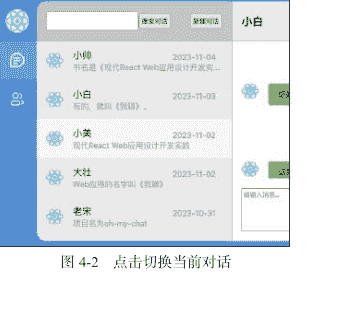 搜索对话 新建对话 小白
小帅 2023-11-04
书名是《现代React Web应用设计开发实...
小白 2023-11-03
有的，就叫《我聊》。
小美 2023-11-02
现代React Web应用设计开发实践
大壮 2023-11-02
Web应用的名字叫《我聊》
请输入消息...
老宋 2023-10-31
项目名为oh-my-chat
图 4-2 点击切换当前对话